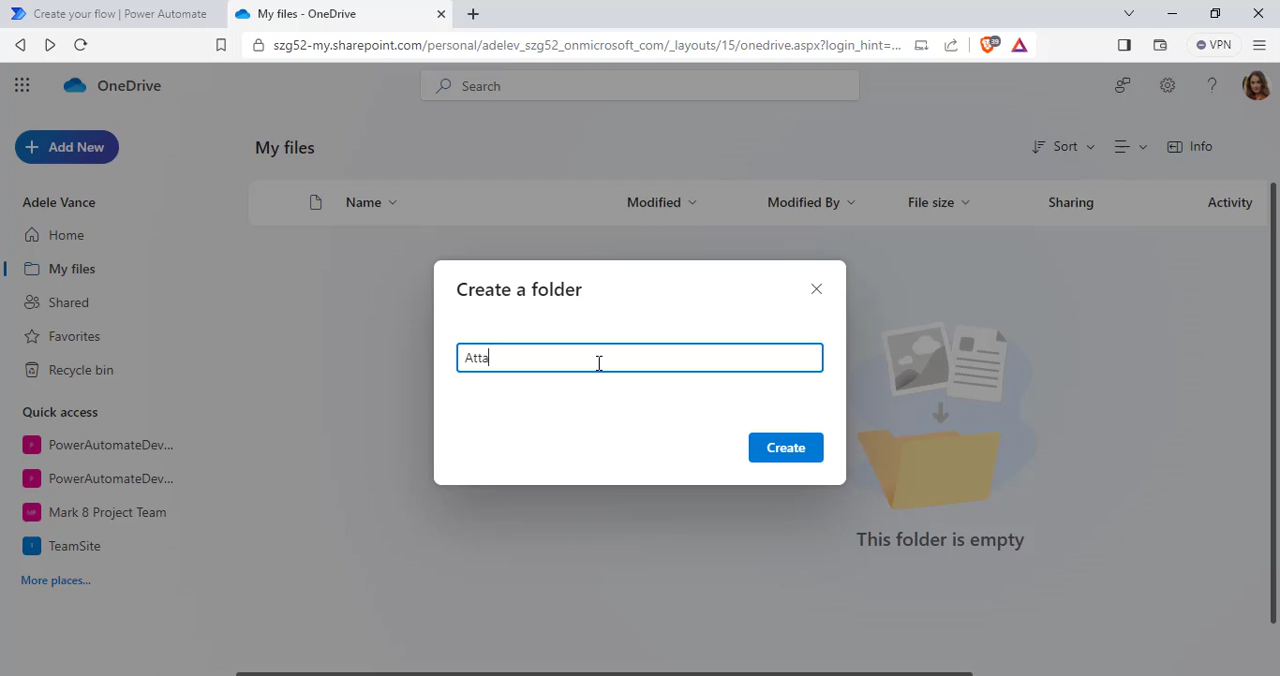 Create your flow | Power Automate
My files - OneDrive
szg52-my.sharepoint.com/personal/adelev_szg52_onmicrosoft_com/_layouts/15/onedrive.aspx?login_hint=...
39
VPN
OneDrive
Search
Add New
My files
Sort
Info
Adele Vance
Name
Modified
Modified By
File size
Sharing
Activity
Home
My files
Shared
Favorites
Recycle bin
Create a folder
Atta
Create
Quick access
P PowerAutomateDev...
P PowerAutomateDev...
MP Mark 8 Project Team
T TeamSite
More places...
This folder is empty